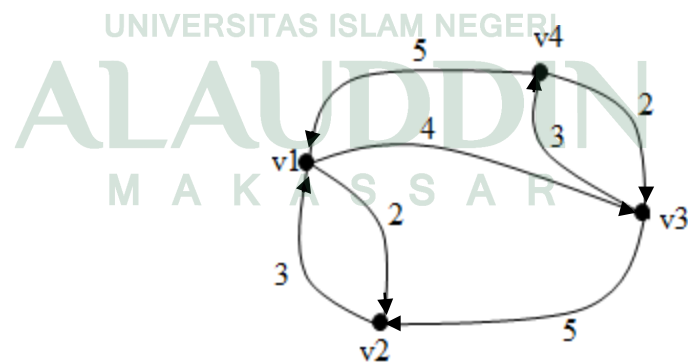 UNIVERSITAS ISLAM NEGERI
v4
5
ALAUDDIN
2
4
3
v1
MAKASSAR
2
v3
3
5
v2